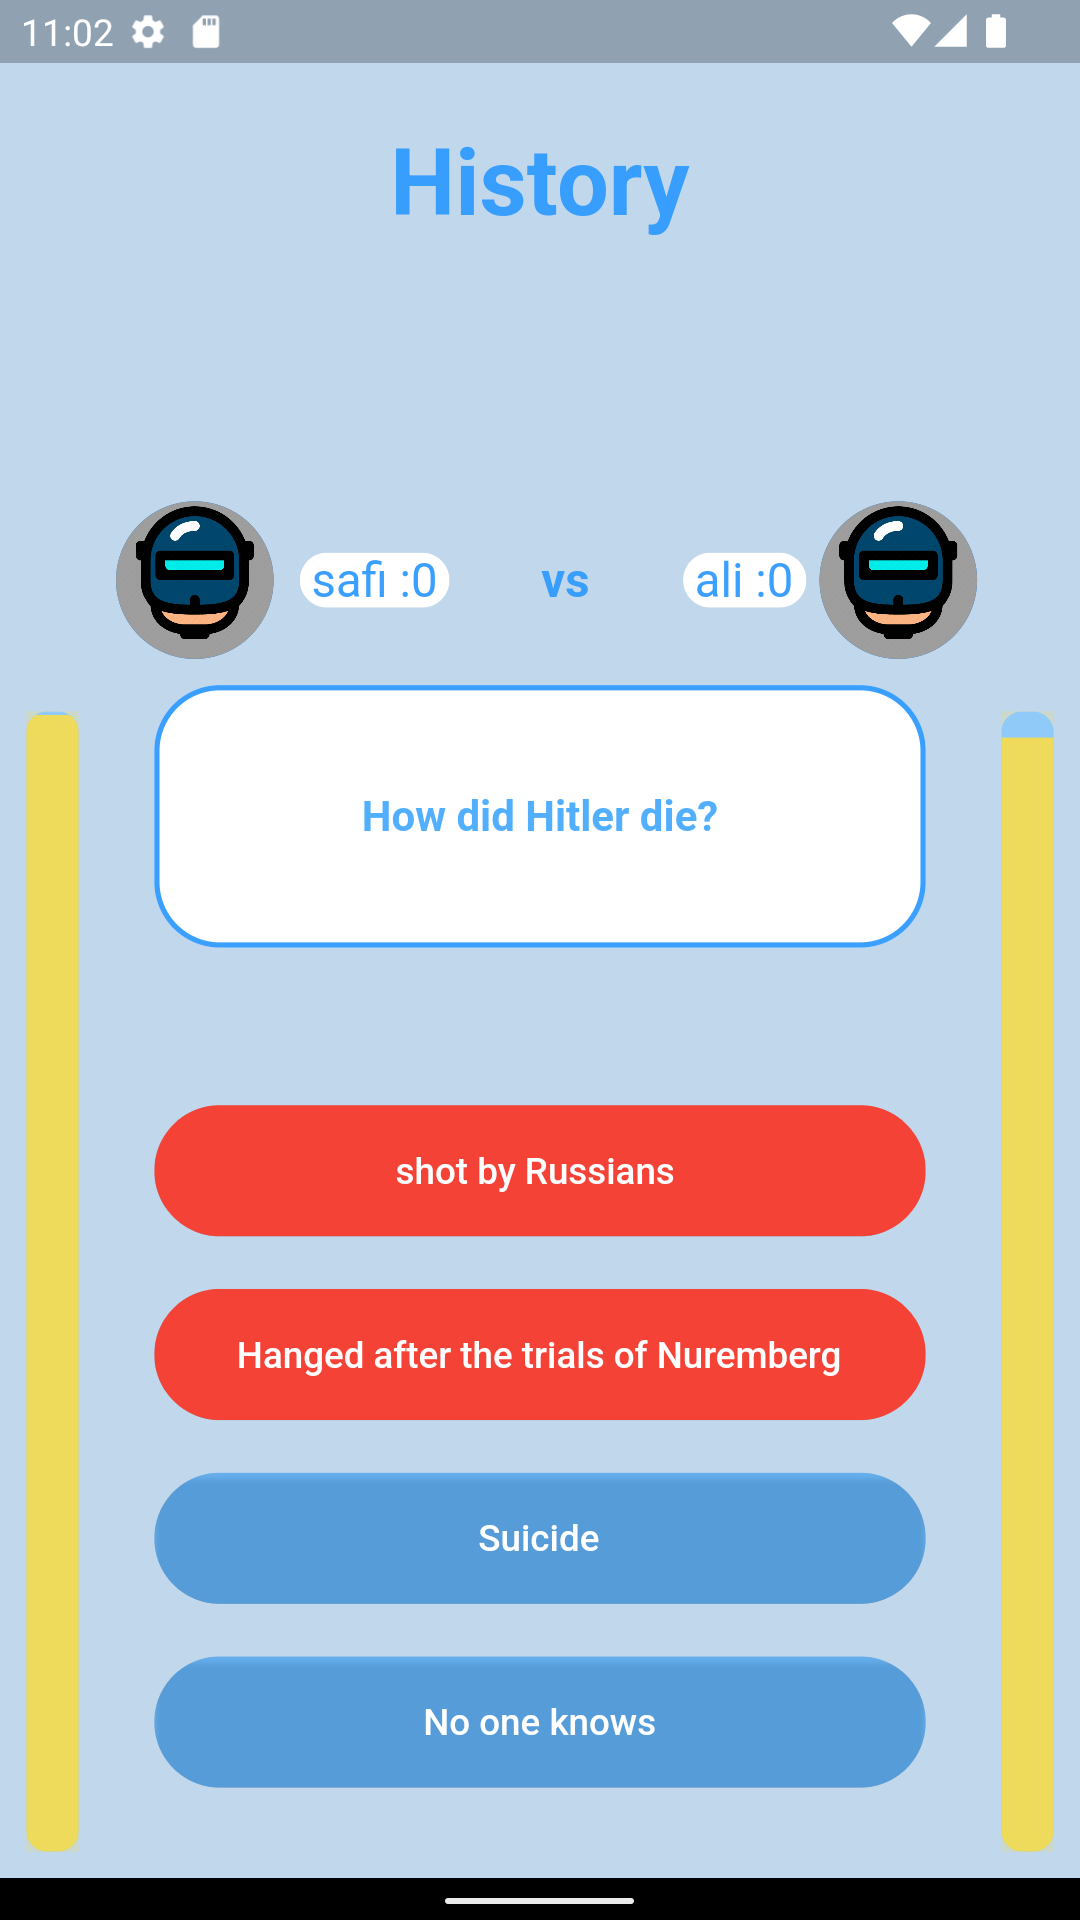 11:02
History
safi :0 vs ali :0
How did Hitler die?
shot by Russians
Hanged after the trials of Nuremberg
Suicide
No one knows